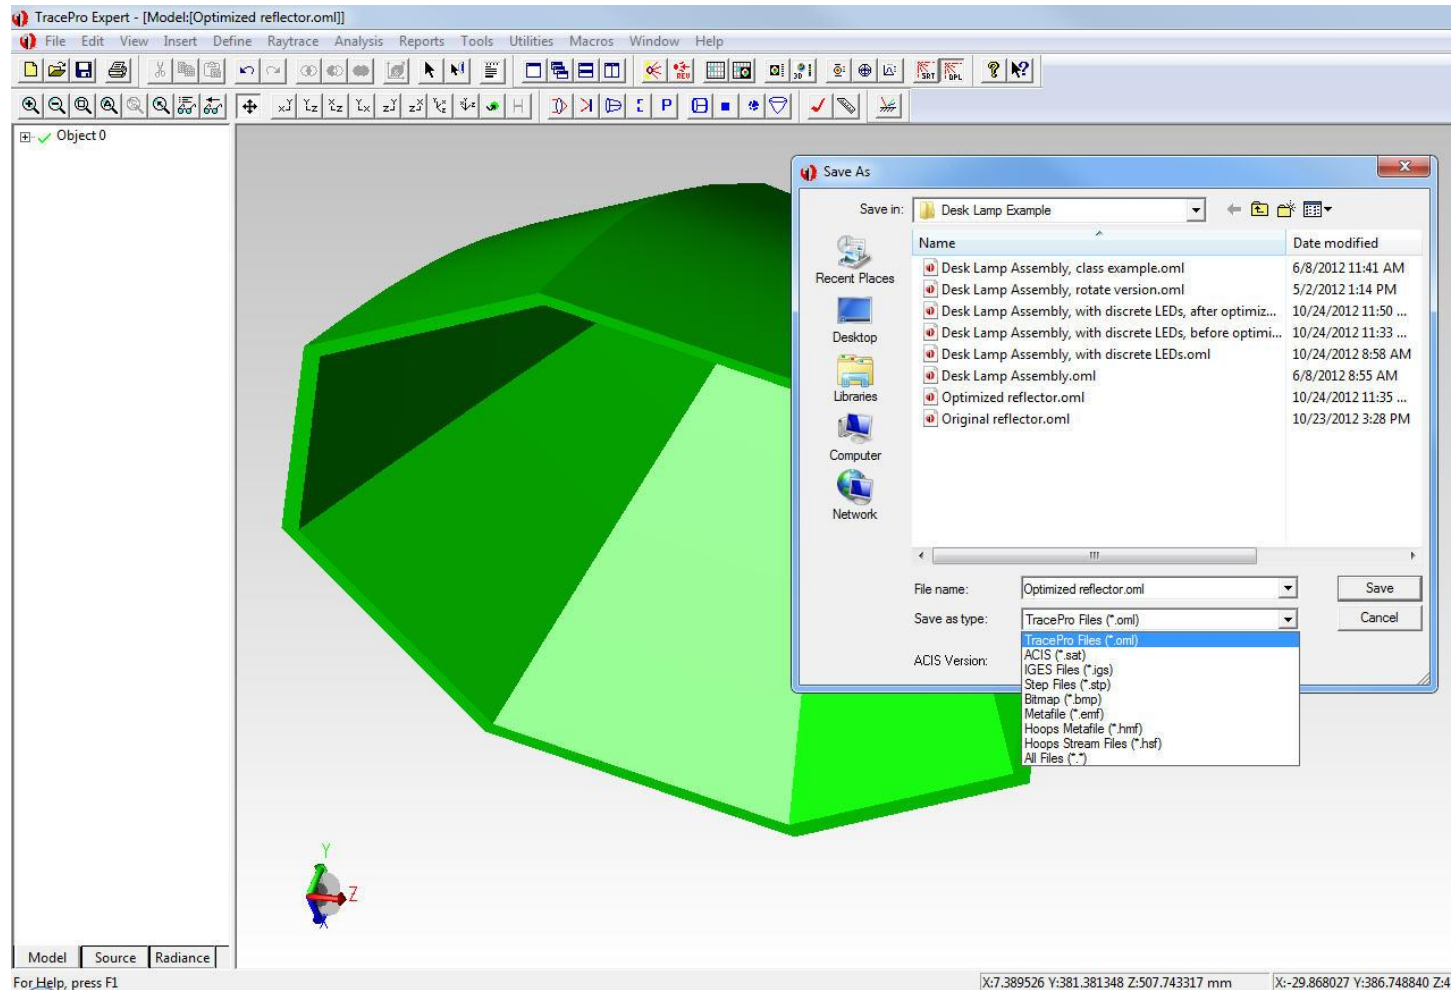 TracePro Expert - [Model:[Optimized reflector.oml]]
File Edit View Insert Define Raytrace Analysis Reports Tools Utilities Macros Window Help
Object 0
Save As
Save in: Desk Lamp Example
Name Date modified
Recent Places
Desktop
Libraries
Computer
Network
Desk Lamp Assembly, class example.oml 6/8/2012 11:41 AM
Desk Lamp Assembly, rotate version.oml 5/2/2012 1:14 PM
Desk Lamp Assembly, with discrete LEDs, after optimiz... 10/24/2012 11:50 ...
Desk Lamp Assembly, with discrete LEDs, before optimi... 10/24/2012 11:33 ...
Desk Lamp Assembly, with discrete LEDs.oml 10/24/2012 8:58 AM
Desk Lamp Assembly.oml 6/8/2012 8:55 AM
Optimized reflector.oml 10/24/2012 11:35 ...
Original reflector.oml 10/23/2012 3:28 PM
File name: Optimized reflector.oml Save
Save as type: TracePro Files (*.oml) Cancel
ACIS Version:
TracePro Files (*.oml)
ACIS (*.sat)
IGES Files (*.igs)
Step Files (*.stp)
Bitmap (*.bmp)
Metafile (*.emf)
Hoops Metafile (*.hmf)
Hoops Stream Files (*.hsf)
All Files (*.*)
Y
Z
X
Model Source Radiance
For Help, press F1 X:7.389526 Y:381.381348 Z:507.743317 mm X:-29.868027 Y:386.748840 Z:4